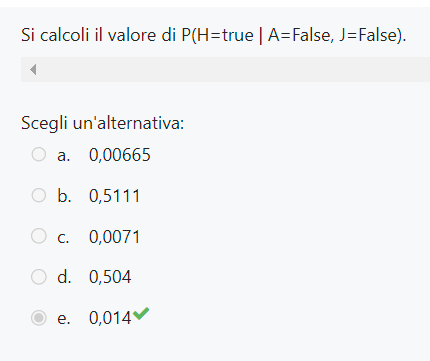 Si calcoli il valore di P(H=true | A=False, J=False).
Scegli un'alternativa:
a. 0,00665
b. 0,5111
c. 0,0071
d. 0,504
e. 0,014